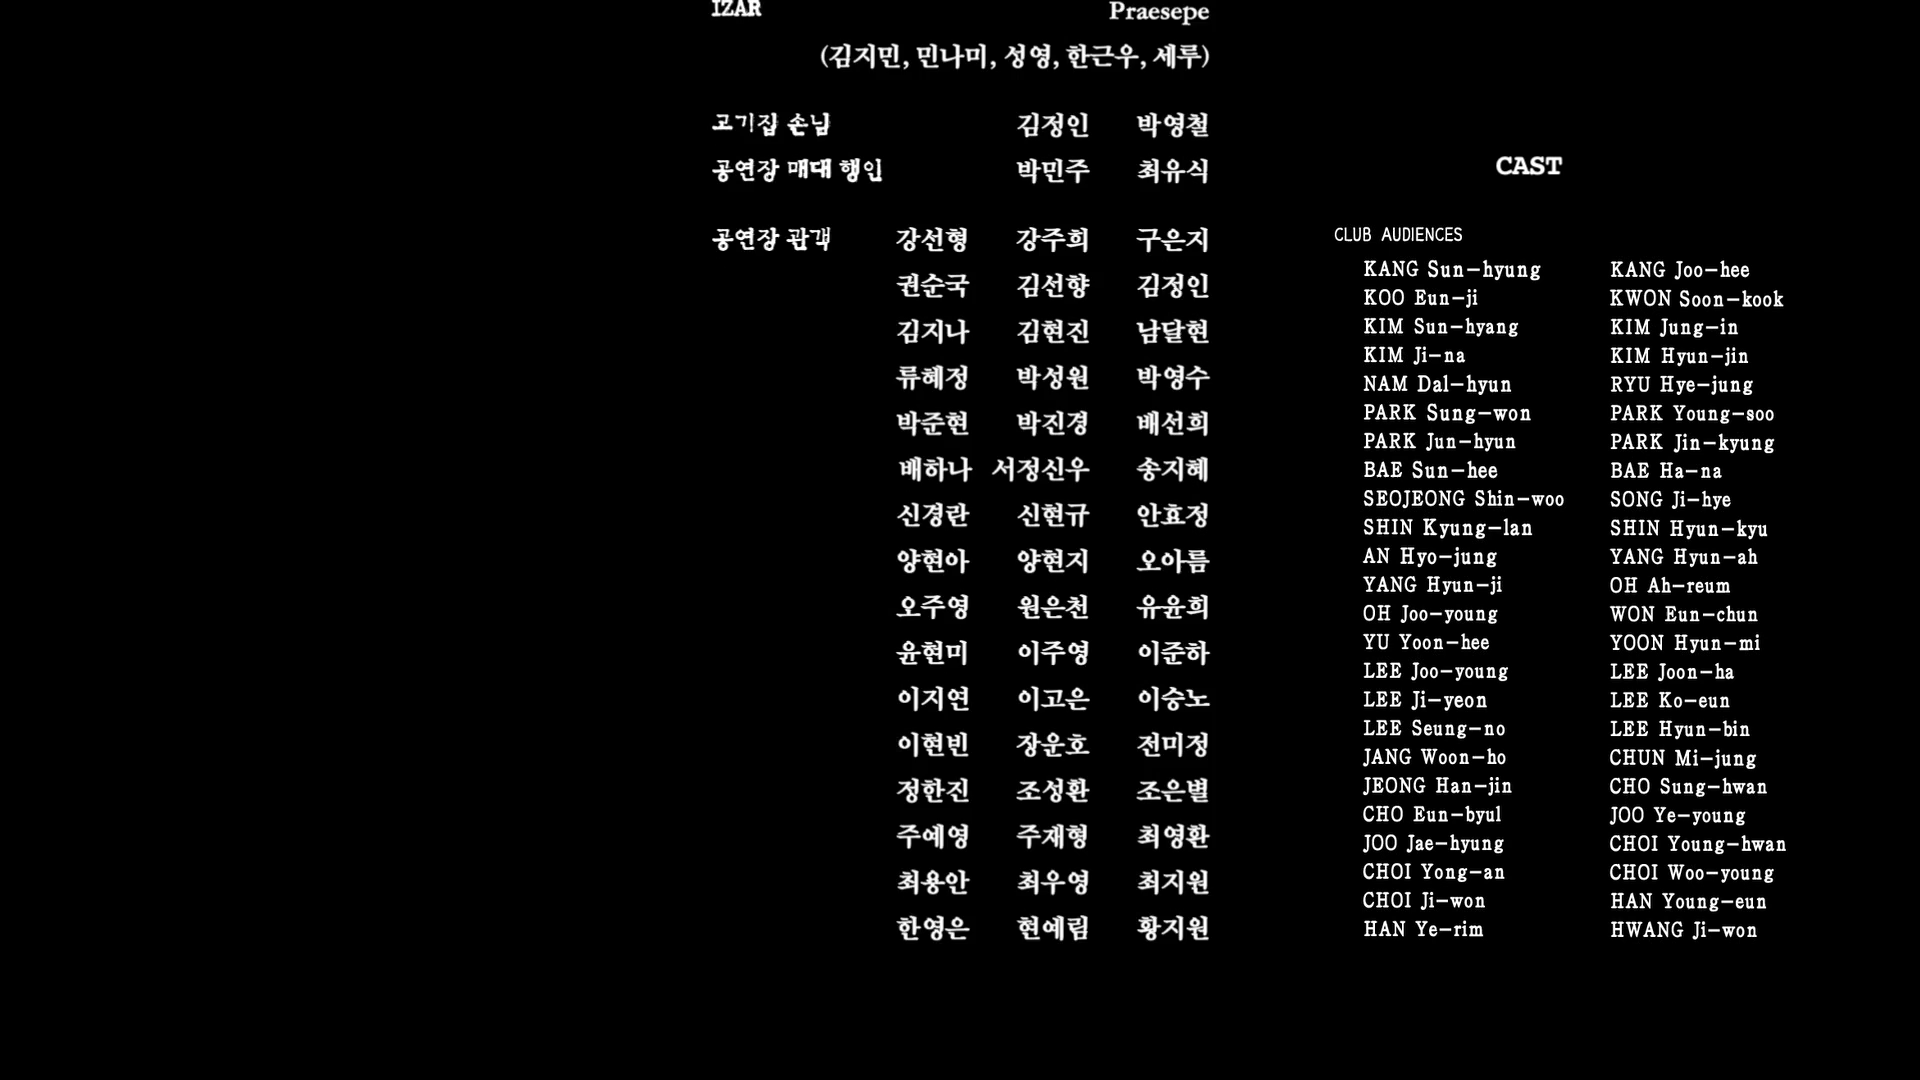 IZAR Praesepe
(김지민, 민나미, 성영, 한근우, 세루)
고기집 손님 김정인 박영철
공연장 매대 행인 박민주 최유식
공연장 관객 강선형 강주희 구은지
권순국 김선향 김정인
김지나 김현진 남달현
류혜정 박성원 박영수
박준현 박진경 배선희
배하나 서정신우 송지혜
신경란 신현규 안효정
양현아 양현지 오아름
오주영 원은천 유윤희
윤현미 이주영 이준하
이지연 이고은 이승노
이현빈 장운호 전미정
정한진 조성환 조은별
주예영 주재형 최영환
최용안 최우영 최지원
한영은 현예림 황지원
CAST
CLUB AUDIENCES
KANG Sun-hyung KANG Joo-hee
KOO Eun-ji KWON Soon-kook
KIM Sun-hyang KIM Jung-in
KIM Ji-na KIM Hyun-jin
NAM Dal-hyun RYU Hye-jung
PARK Sung-won PARK Young-soo
PARK Jun-hyun PARK Jin-kyung
BAE Sun-hee BAE Ha-na
SEOJEONG Shin-woo SONG Ji-hye
SHIN Kyung-lan SHIN Hyun-kyu
AN Hyo-jung YANG Hyun-ah
YANG Hyun-ji OH Ah-reum
OH Joo-young WON Eun-chun
YU Yoon-hee YOON Hyun-mi
LEE Joo-young LEE Joon-ha
LEE Ji-yeon LEE Ko-eun
LEE Seung-no LEE Hyun-bin
JANG Woon-ho CHUN Mi-jung
JEONG Han-jin CHO Sung-hwan
CHO Eun-byul JOO Ye-young
JOO Jae-hyung CHOI Young-hwan
CHOI Yong-an CHOI Woo-young
CHOI Ji-won HAN Young-eun
HAN Ye-rim HWANG Ji-won